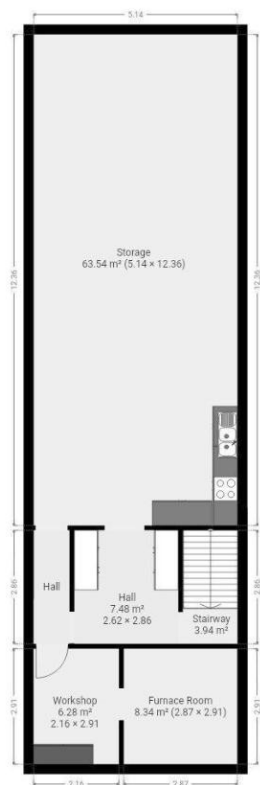 5.14
Storage
63.54 m² (5.14 × 12.36)
12.36
12.36
Hall
Hall
7.48 m²
2.62 × 2.86
Stairway
3.94 m²
2.86
2.86
Workshop
6.28 m²
2.16 × 2.91
Furnace Room
8.34 m² (2.87 × 2.91)
2.91
2.91
2.16
2.87